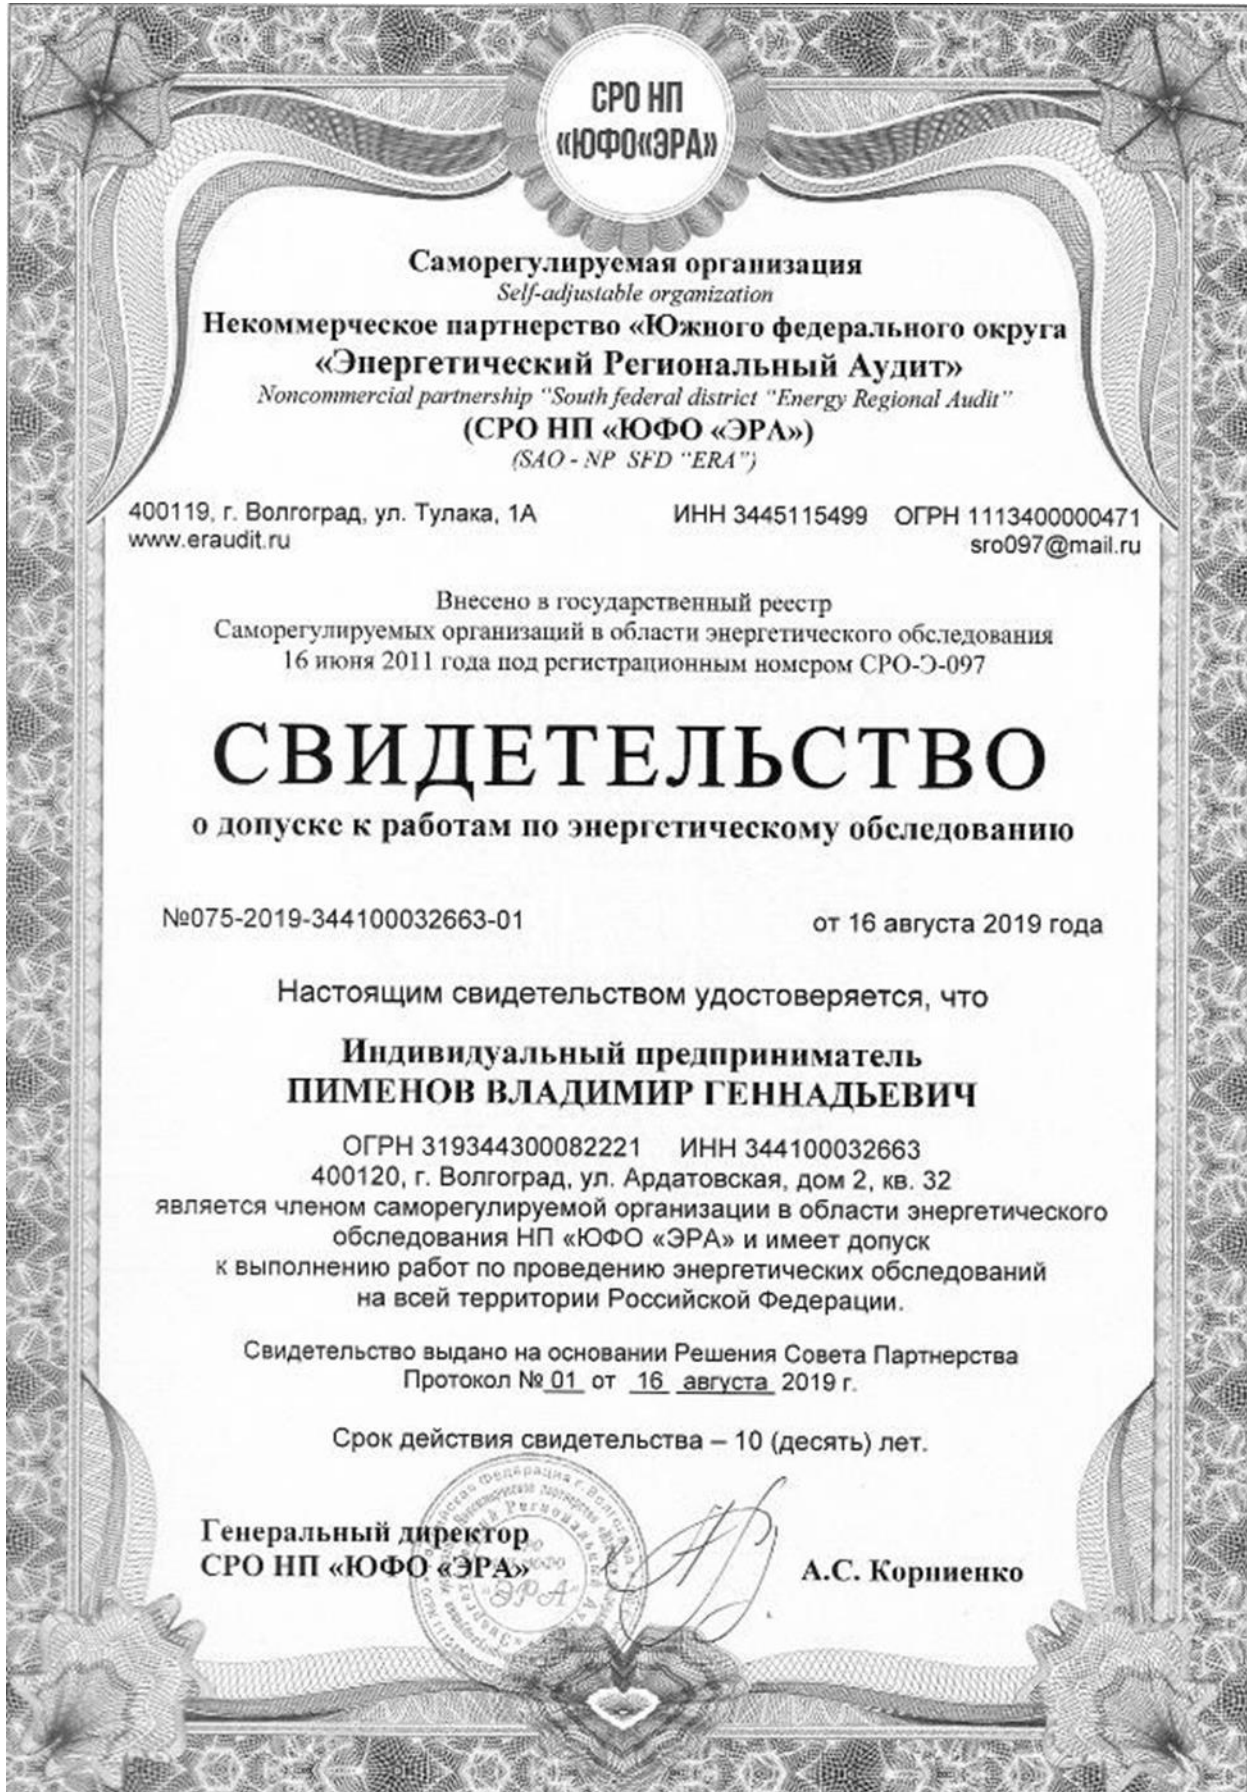 СРО НП
«ЮФО«ЭРА»
Саморегулируемая организация
Self-adjustable organization
Некоммерческое партнерство «Южного федерального округа
«Энергетический Региональный Аудит»
Noncommercial partnership "South federal district "Energy Regional Audit"
(СРО НП «ЮФО «ЭРА»)
(SAO - NP SFD "ERA")
400119, г. Волгоград, ул. Тулака, 1А ИНН 3445115499 ОГРН 1113400000471
www.eraudit.ru sro097@mail.ru
Внесено в государственный реестр
Саморегулируемых организаций в области энергетического обследования
16 июня 2011 года под регистрационным номером СРО-Э-097
СВИДЕТЕЛЬСТВО
о допуске к работам по энергетическому обследованию
№075-2019-344100032663-01 от 16 августа 2019 года
Настоящим свидетельством удостоверяется, что
Индивидуальный предприниматель
ПИМЕНОВ ВЛАДИМИР ГЕННАДЬЕВИЧ
ОГРН 319344300082221 ИНН 344100032663
400120, г. Волгоград, ул. Ардатовская, дом 2, кв. 32
является членом саморегулируемой организации в области энергетического
обследования НП «ЮФО «ЭРА» и имеет допуск
к выполнению работ по проведению энергетических обследований
на всей территории Российской Федерации.
Свидетельство выдано на основании Решения Совета Партнерства
Протокол № 01 от 16 августа 2019 г.
Срок действия свидетельства – 10 (десять) лет.
Генеральный директор
СРО НП «ЮФО «ЭРА» А.С. Корниенко
«ЭРА»